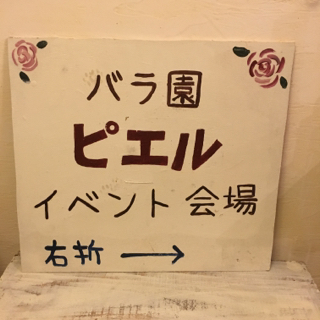 バラ園
ピエル
イベント 会場
右折 →